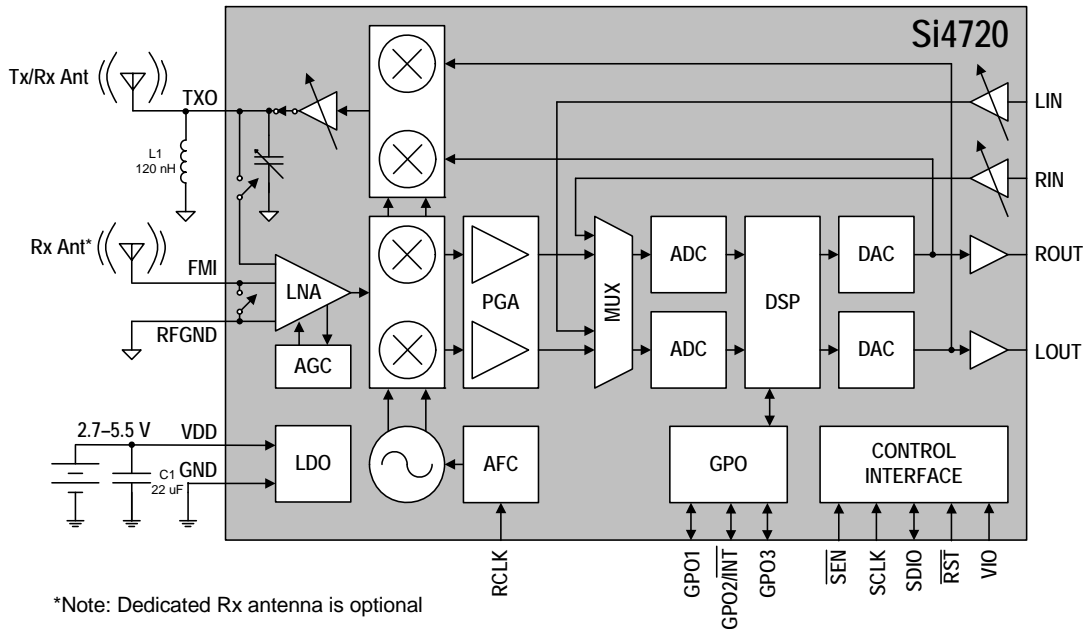 Si4720
Tx/Rx Ant
TXO
LIN
L1
120 nH
RIN
Rx Ant*
FMI
LNA
PGA
MUX
ADC
DSP
DAC
ROUT
RFGND
AGC
ADC
DAC
LOUT
2.7–5.5 V
VDD
C1
22 uF
GND
LDO
AFC
GPO
CONTROL
INTERFACE
RCLK
GPO1
GPO2/INT
GPO3
SEN
SCLK
SDIO
RST
VIO
*Note: Dedicated Rx antenna is optional